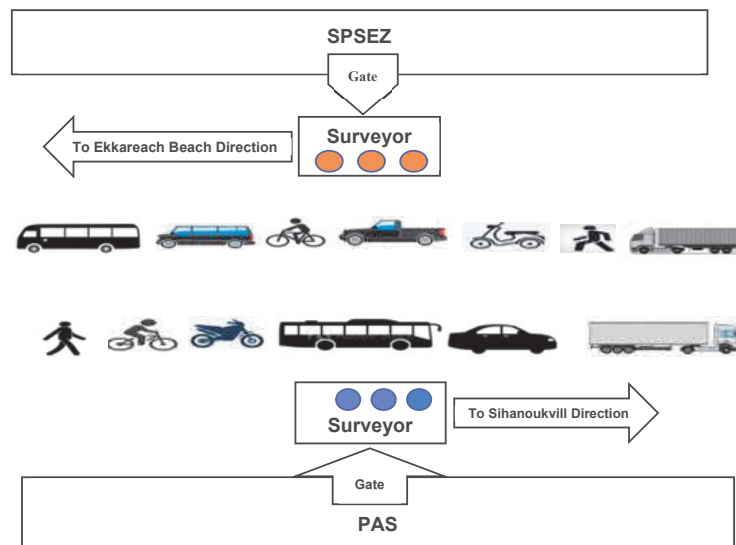 SPSEZ
Gate
Surveyor
To Ekkareach Beach Direction
Surveyor
To Sihanoukvill Direction
Gate
PAS